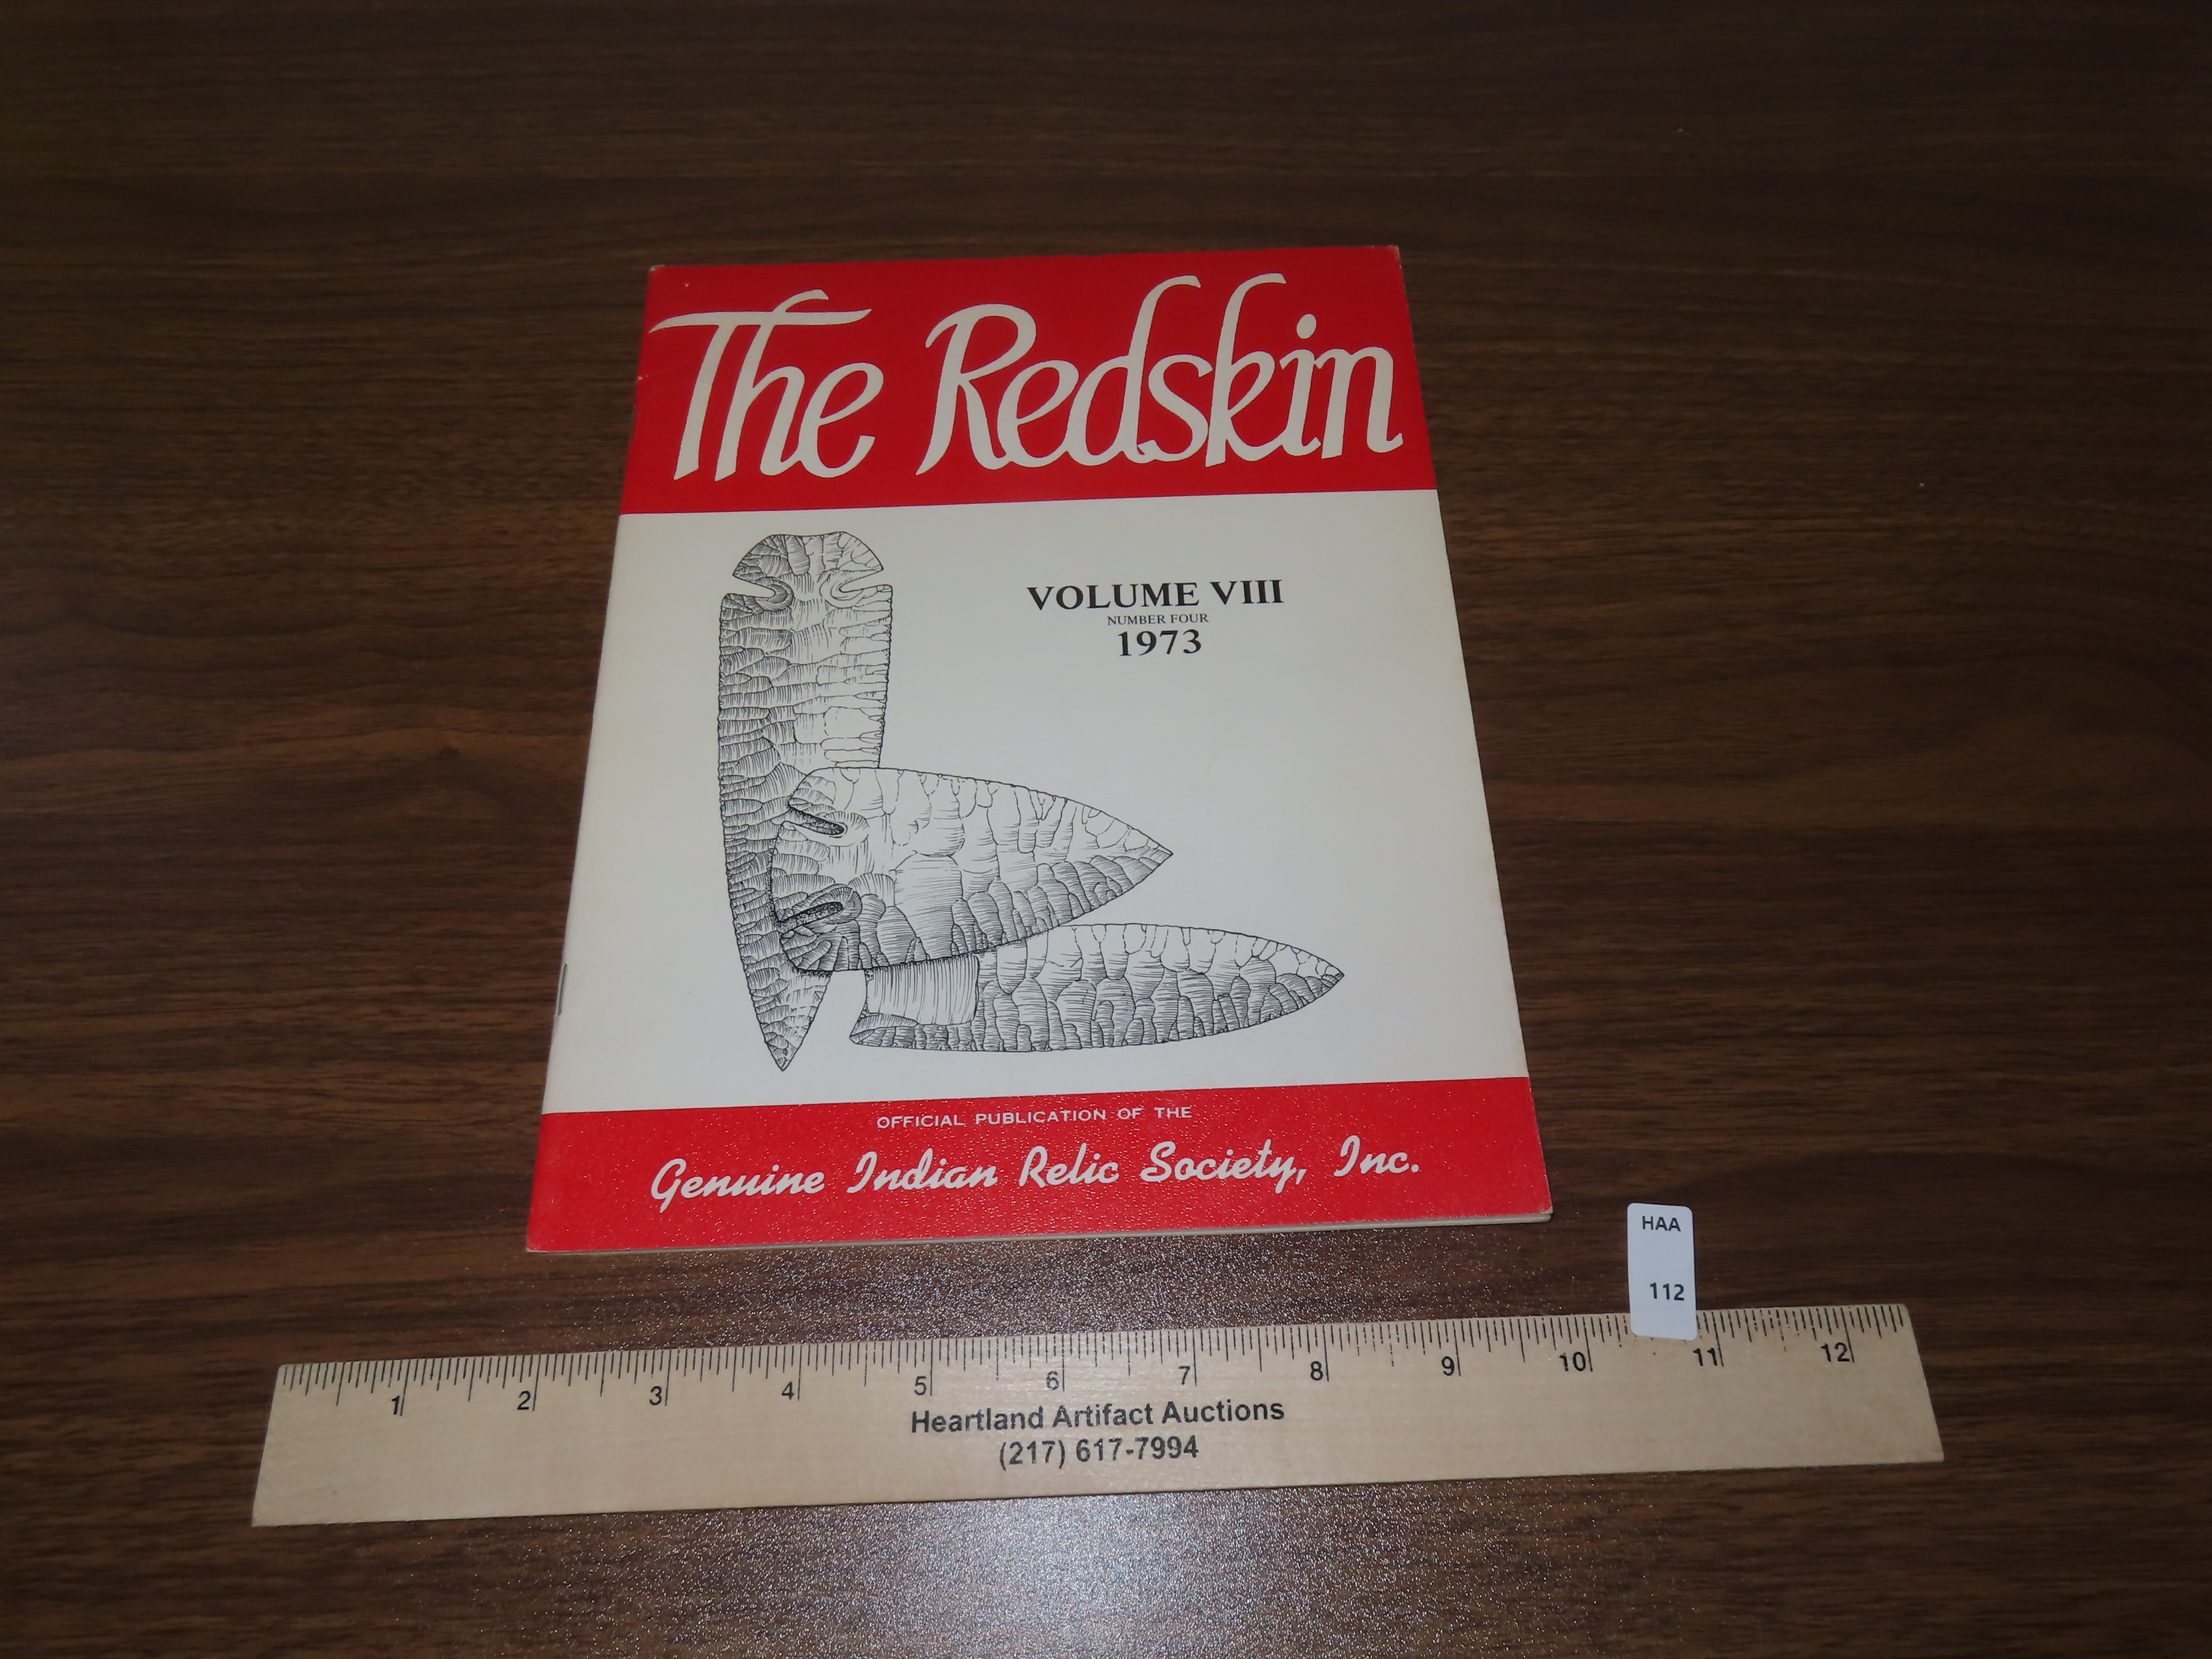 The Redskin
VOLUME VIII
NUMBER FOUR
1973
OFFICIAL PUBLICATION OF THE
Genuine Indian Relic Society, Inc.
HAA
112
1 2 3 4 5 6 7 8 9 10 11 12
Heartland Artifact Auctions
(217) 617-7994